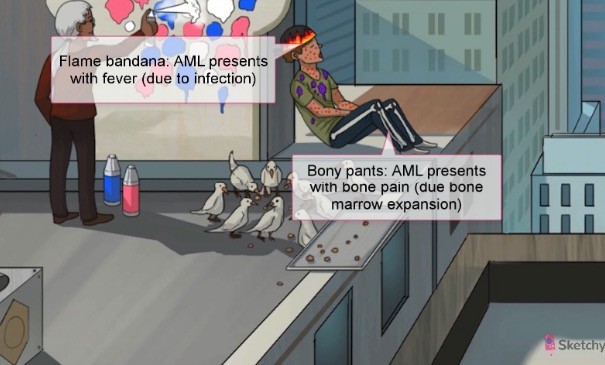 Flame bandana: AML presents
with fever (due to infection)
Bony pants: AML presents
with bone pain (due bone
marrow expansion)
Sketchy